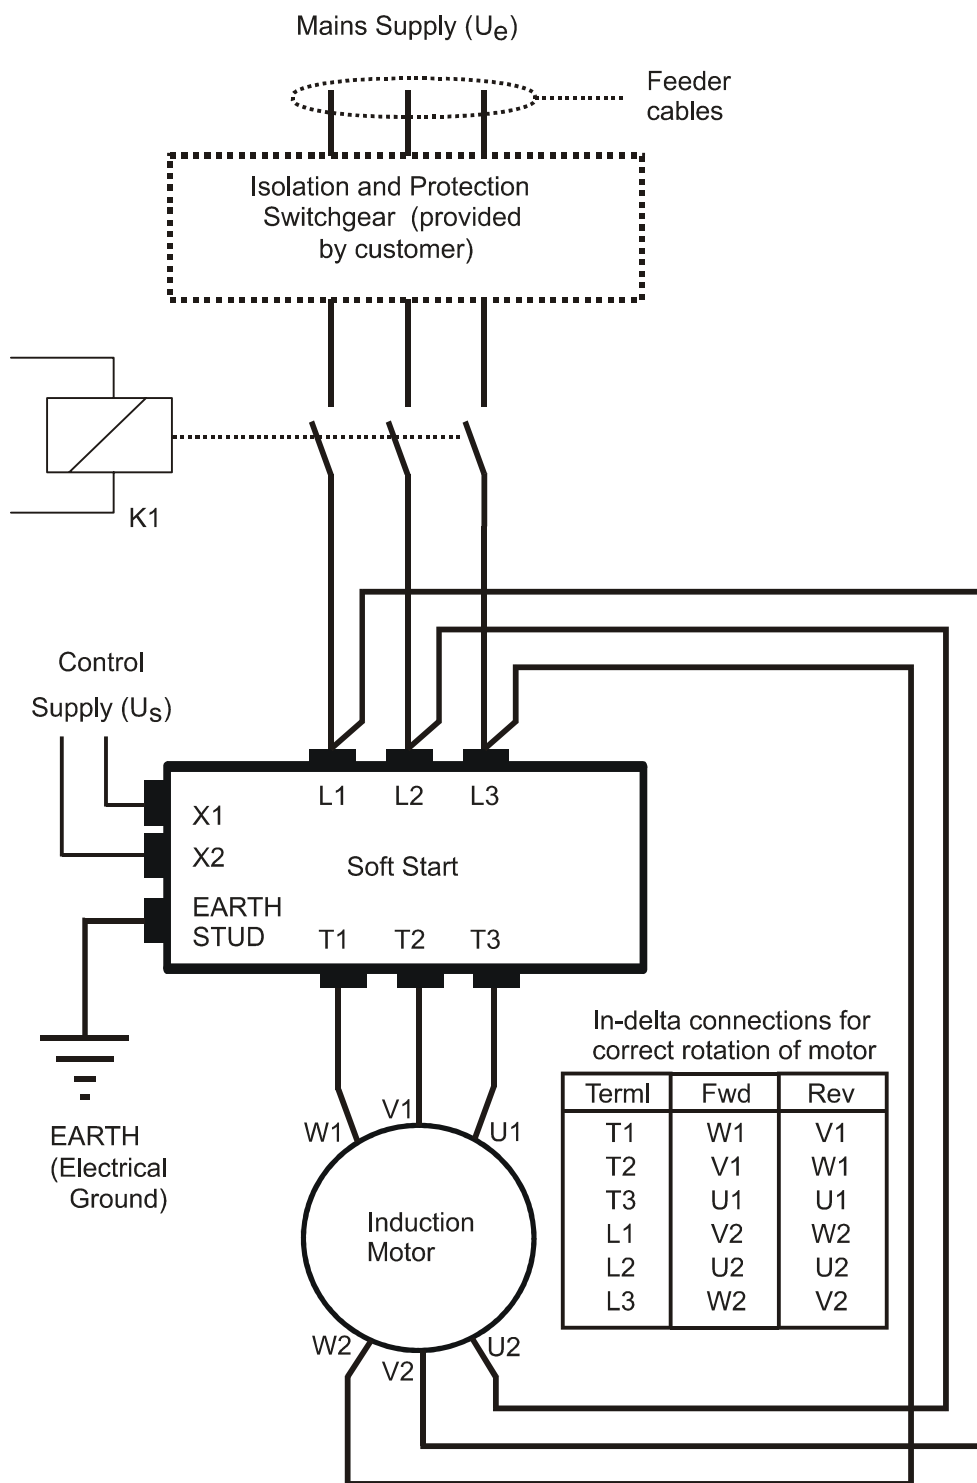 Mains Supply (Ue)
Feeder
cables
Isolation and Protection
Switchgear (provided
by customer)
K1
Control
Supply (Us)
L1 L2 L3
X1
X2
Soft Start
EARTH
STUD
T1 T2 T3
EARTH
(Electrical
Ground)
W1 V1 U1
Induction
Motor
W2 V2 U2
In-delta connections for
correct rotation of motor
Terml Fwd Rev
T1 W1 V1
T2 V1 W1
T3 U1 U1
L1 V2 W2
L2 U2 U2
L3 W2 V2